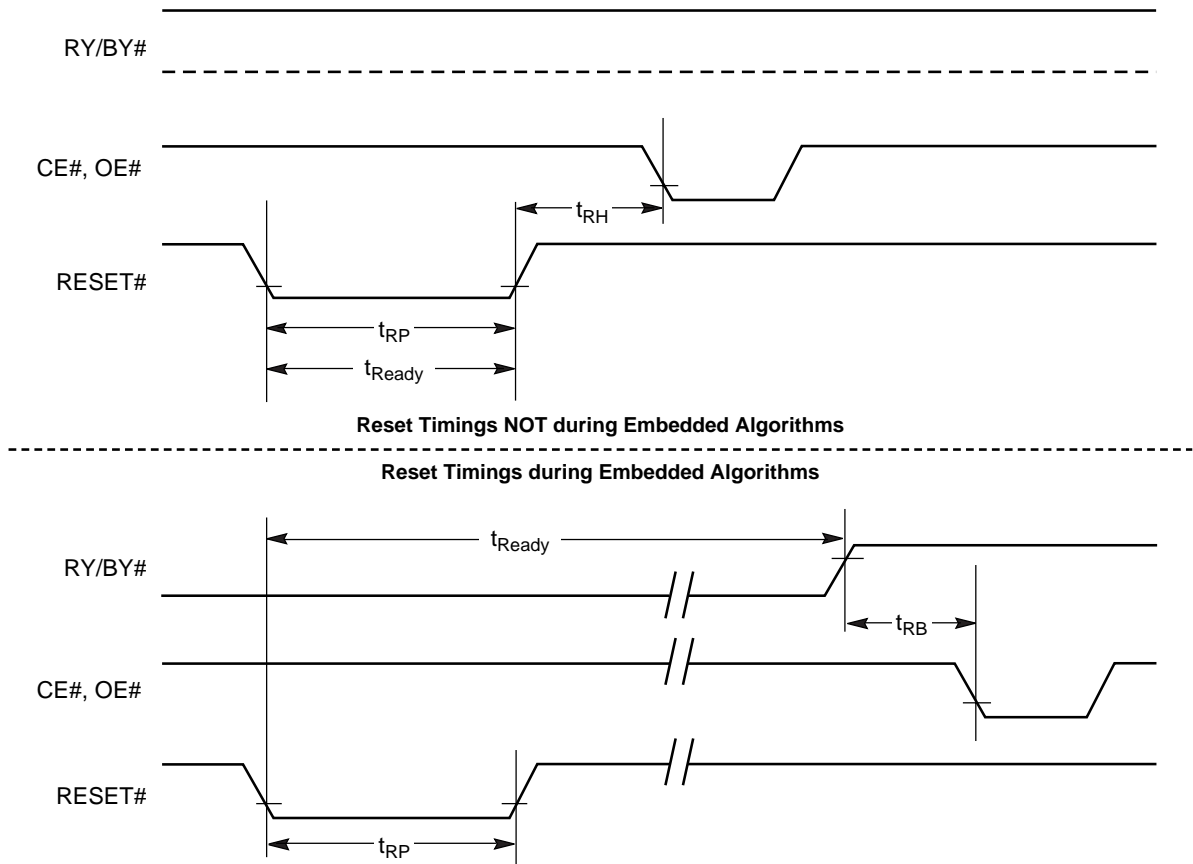 RY/BY#
CE#, OE#
tRH
RESET#
tRP
tReady
Reset Timings NOT during Embedded Algorithms
Reset Timings during Embedded Algorithms
tReady
RY/BY#
tRB
CE#, OE#
RESET#
tRP